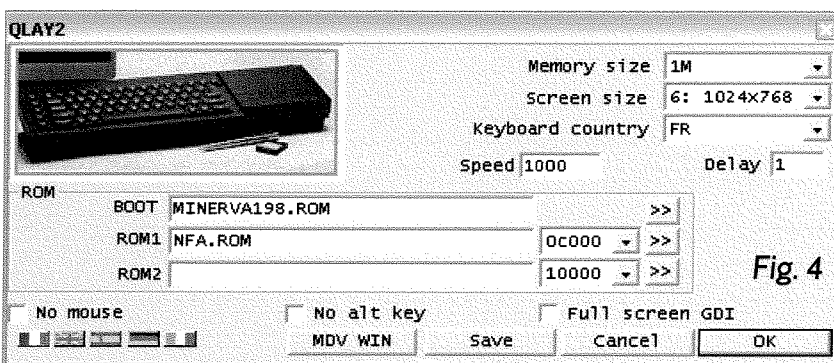 QLAY2
Memory size 1M
Screen size 6: 1024x768
Keyboard country FR
Speed 1000 Delay 1
ROM
BOOT MINERVA198.ROM >>
ROM1 NFA.ROM 0c000 >>
ROM2 10000 >>
Fig. 4
No mouse No alt key Full screen GDI
MDV WIN Save Cancel OK